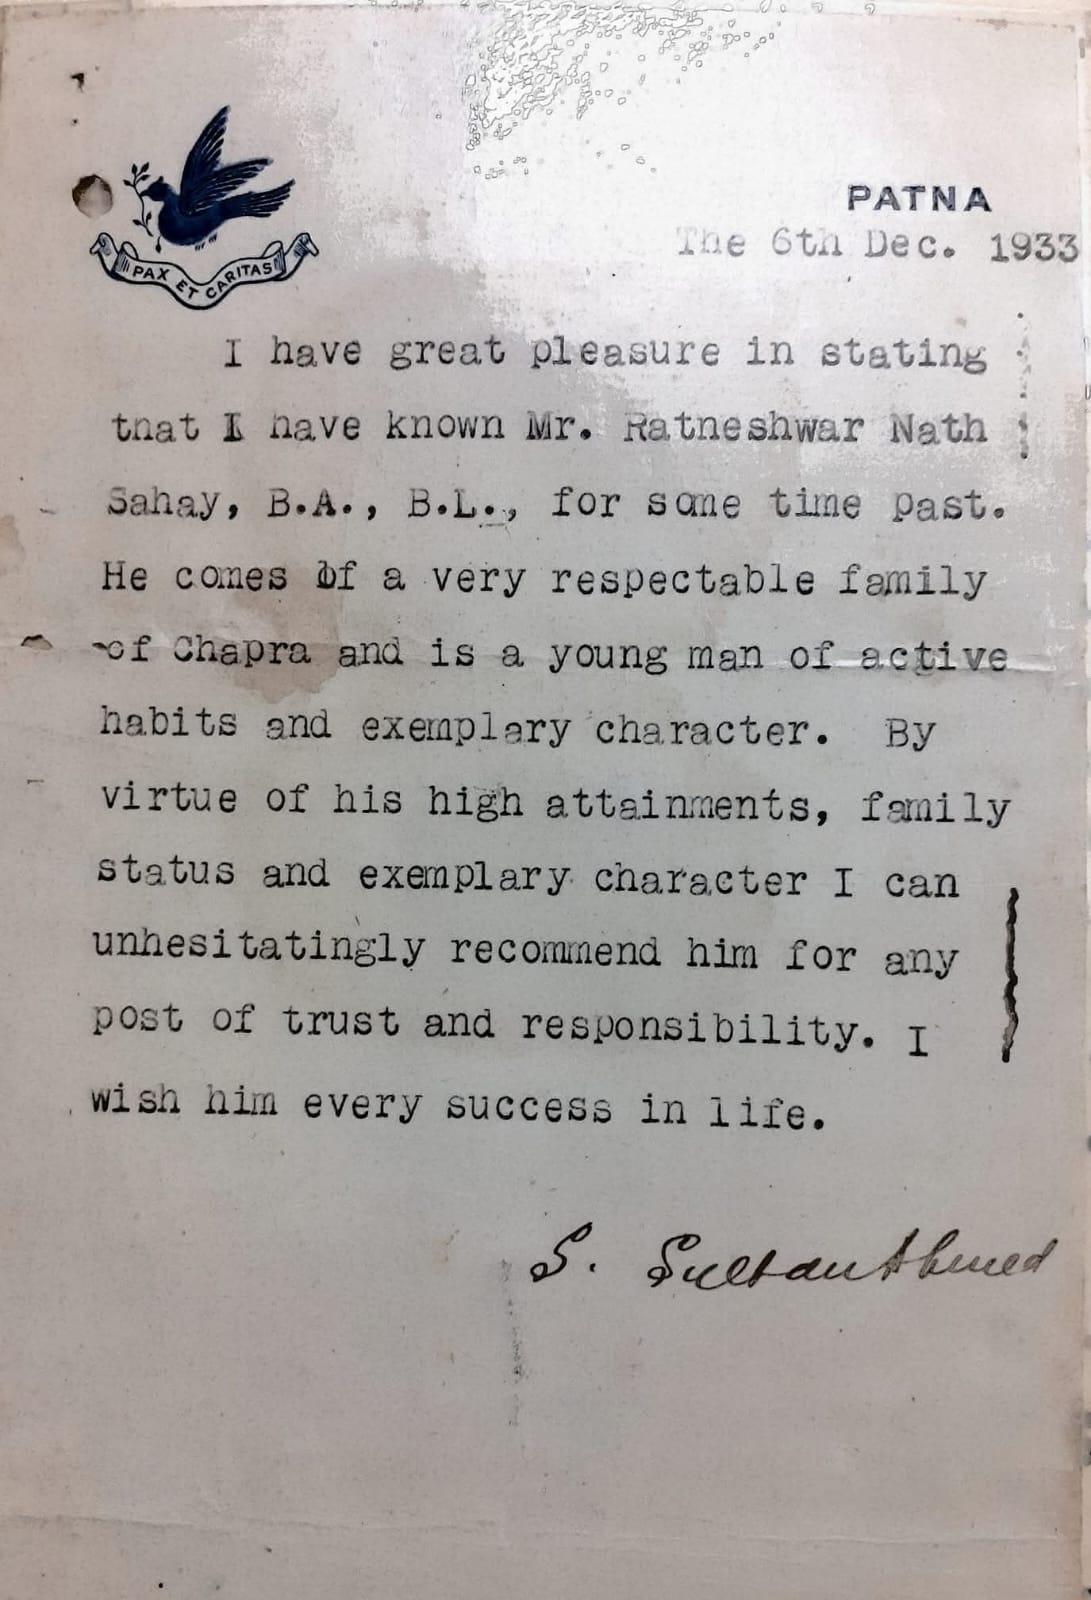 PAX ET CARITAS
PATNA
The 6th Dec. 1933
I have great pleasure in stating
that I have known Mr. Ratneshwar Nath
Sahay, B.A., B.L., for some time past.
He comes of a very respectable family
of Chapra and is a young man of active
habits and exemplary character. By
virtue of his high attainments, family
status and exemplary character I can
unhesitatingly recommend him for any
post of trust and responsibility. I
wish him every success in life.
S. Sultan Ahmed